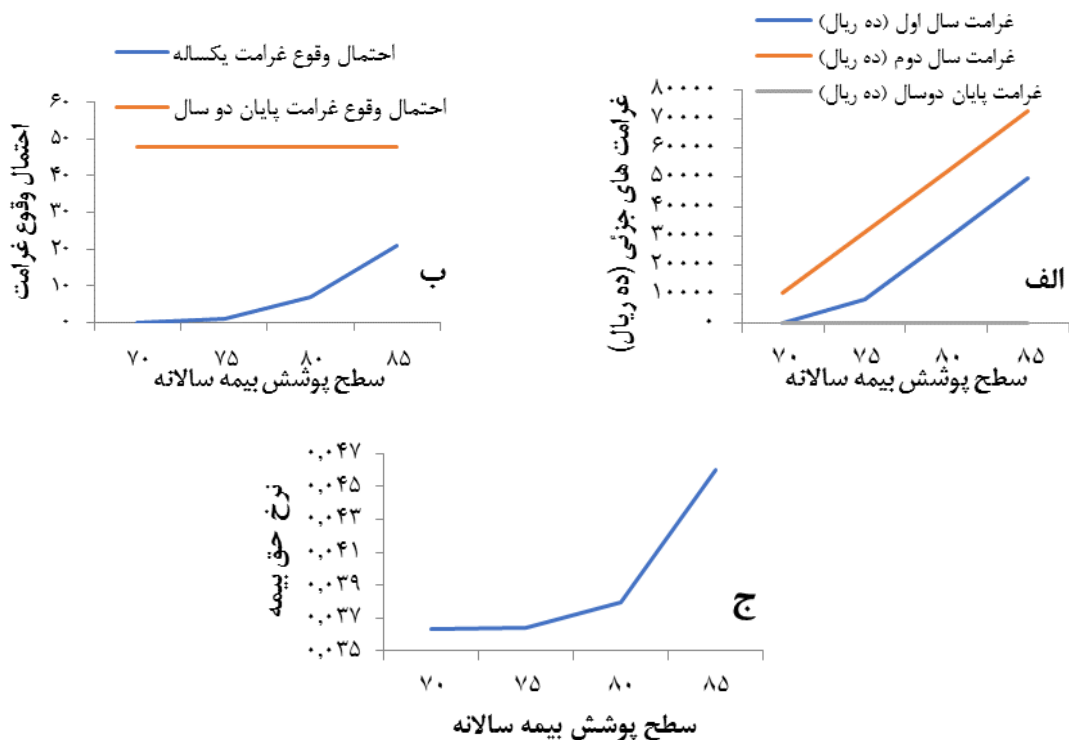 غرامت سال اول (ده ریال)
غرامت سال دوم (ده ریال)
غرامت پایان دوسال (ده ریال)
غرامت های جزئی (ده ریال)
۸۰۰۰۰
۷۰۰۰۰
۶۰۰۰۰
۵۰۰۰۰
۴۰۰۰۰
۳۰۰۰۰
۲۰۰۰۰
۱۰۰۰۰
۰
۷۰ ۷۵ ۸۰ ۸۵
سطح پوشش بیمه سالانه
الف
احتمال وقوع غرامت یکساله
احتمال وقوع غرامت پایان دو سال
احتمال وقوع غرامت
۶۰
۵۰
۴۰
۳۰
۲۰
۱۰
۰
۷۰ ۷۵ ۸۰ ۸۵
سطح پوشش بیمه سالانه
ب
نرخ حق بیمه
۰,۰۴۷
۰,۰۴۵
۰,۰۴۳
۰,۰۴۱
۰,۰۳۹
۰,۰۳۷
۰,۰۳۵
۷۰ ۷۵ ۸۰ ۸۵
سطح پوشش بیمه سالانه
ج